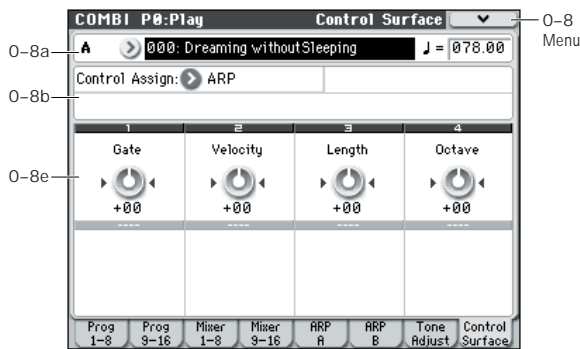 COMBI P0:Play Control Surface
0–8 Menu
0–8a
A 000: Dreaming withoutSleeping ♩ = 078.00
Control Assign: ARP
0–8b
1 2 3 4
Gate Velocity Length Octave
0–8e
+00 +00 +00 +00
---- ---- ---- ----
Prog 1–8 Prog 9–16 Mixer 1–8 Mixer 9–16 ARP A ARP B Tone Adjust Control Surface